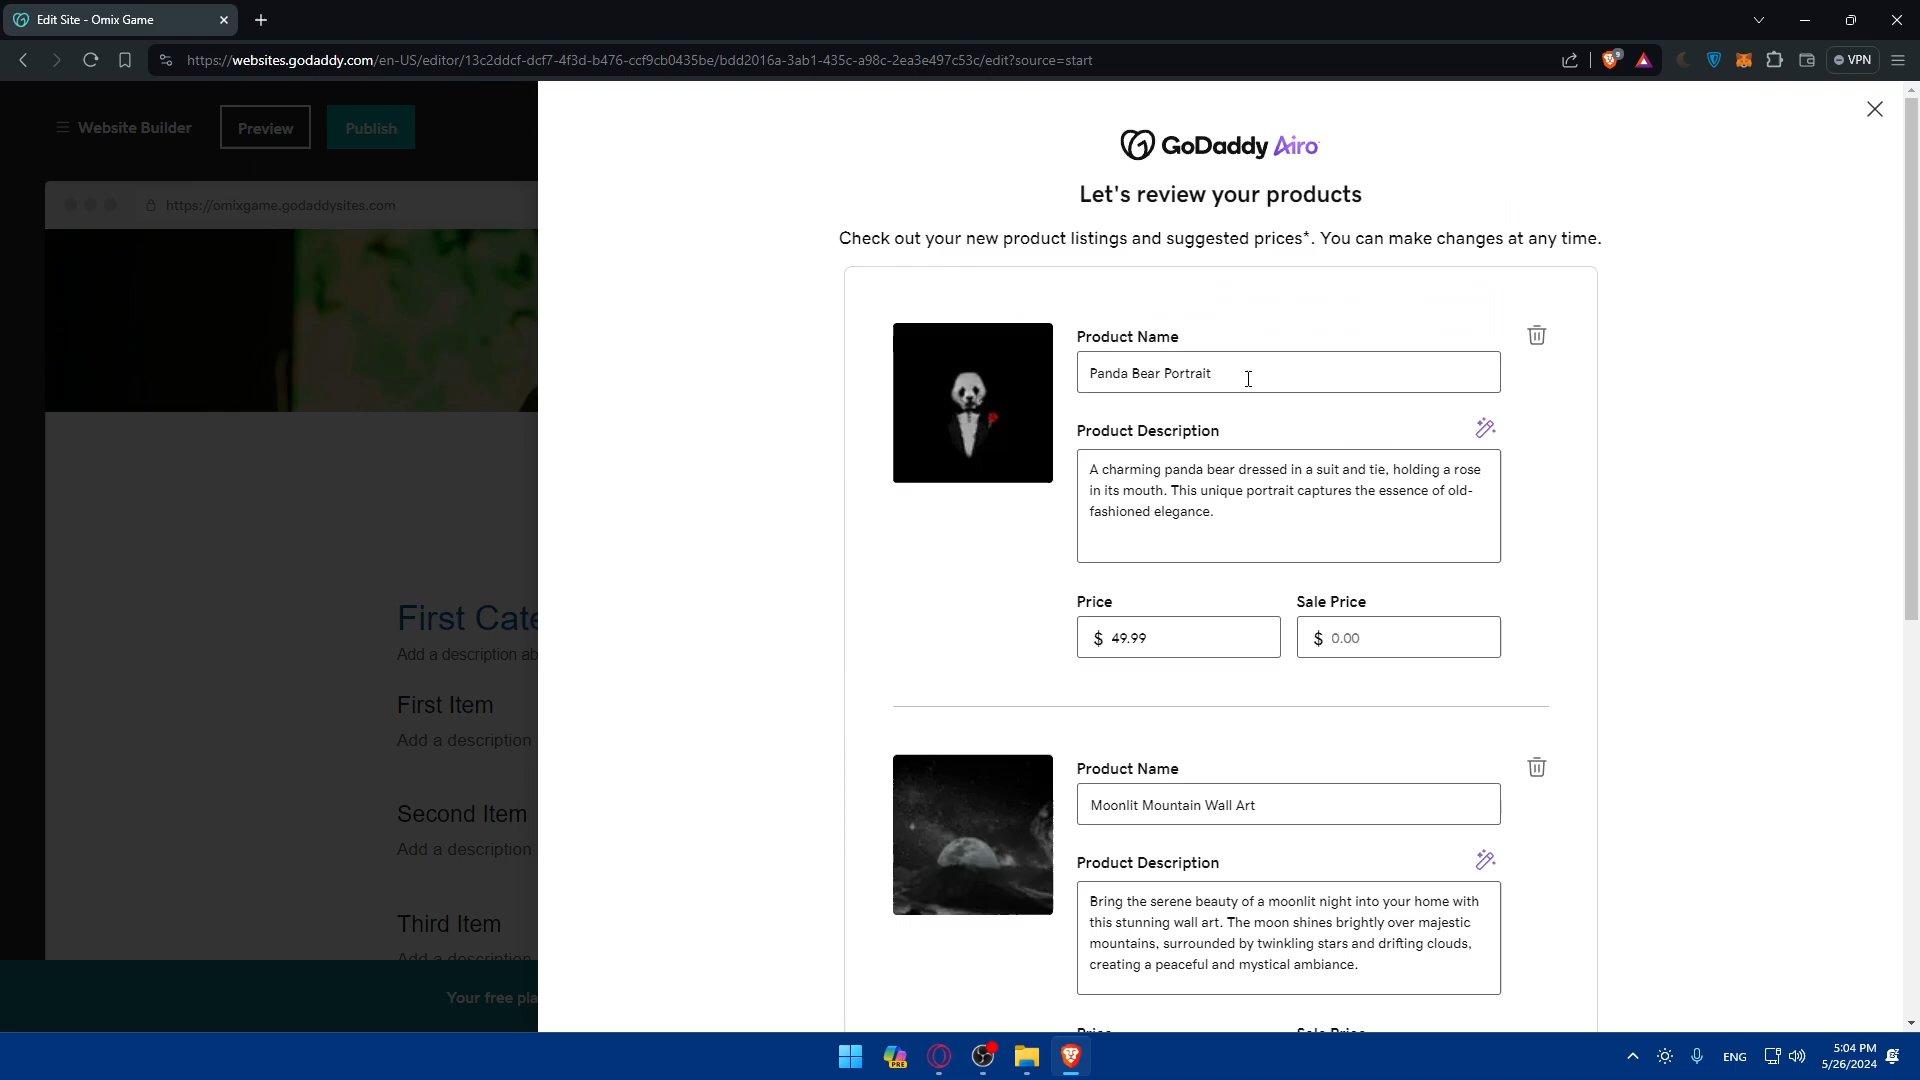 Edit Site - Omix Game
https://websites.godaddy.com/en-US/editor/13c2ddcf-dcf7-4f3d-b476-ccf9cb0435be/bdd2016a-3ab1-435c-a98c-2ea3e497c53c/edit?source=start
9
VPN
Website Builder
Preview
Publish
https://omixgame.godaddysites.com
First Cate
Add a description ab
First Item
Add a description
Second Item
Add a description
Third Item
Add a description
Your free pla
GoDaddy Airo
Let's review your products
Check out your new product listings and suggested prices*. You can make changes at any time.
Product Name
Panda Bear Portrait
Product Description
A charming panda bear dressed in a suit and tie, holding a rose
in its mouth. This unique portrait captures the essence of old-
fashioned elegance.
Price
Sale Price
$ 49.99
$ 0.00
Product Name
Moonlit Mountain Wall Art
Product Description
Bring the serene beauty of a moonlit night into your home with
this stunning wall art. The moon shines brightly over majestic
mountains, surrounded by twinkling stars and drifting clouds,
creating a peaceful and mystical ambiance.
Price
Sale Price
PRE
ENG
5:04 PM
5/26/2024